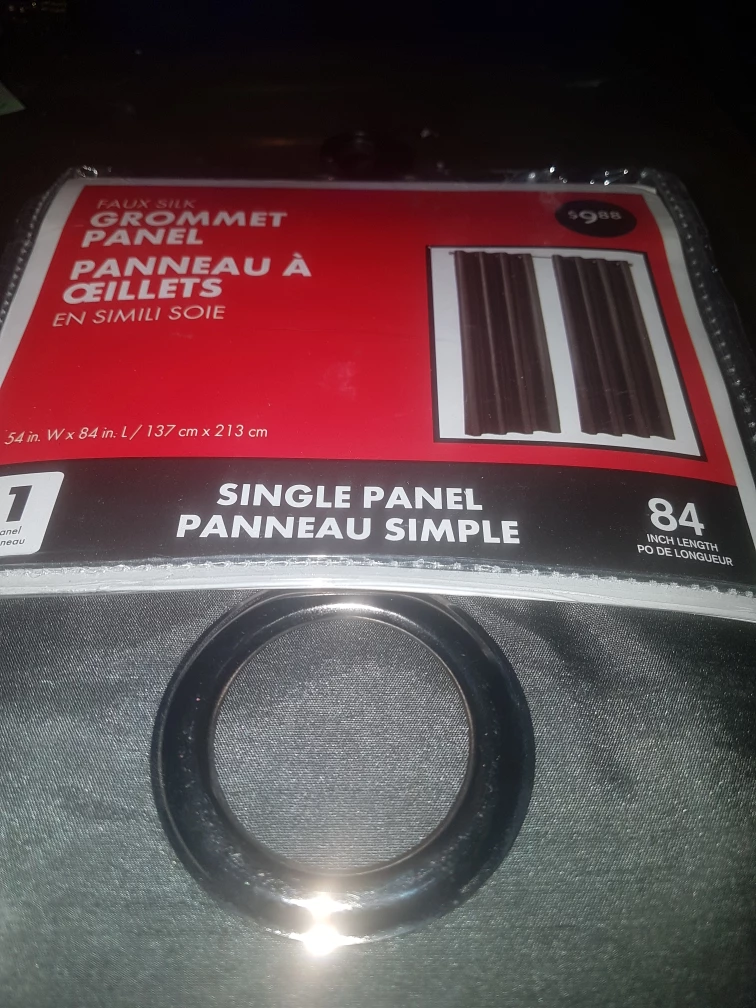 FAUX SILK
GROMMET
PANEL
PANNEAU À
ŒILLETS
EN SIMILI SOIE
$9.88
54 in. W x 84 in. L / 137 cm x 213 cm
1
SINGLE PANEL
PANNEAU SIMPLE
84
INCH LENGTH
PO DE LONGUEUR